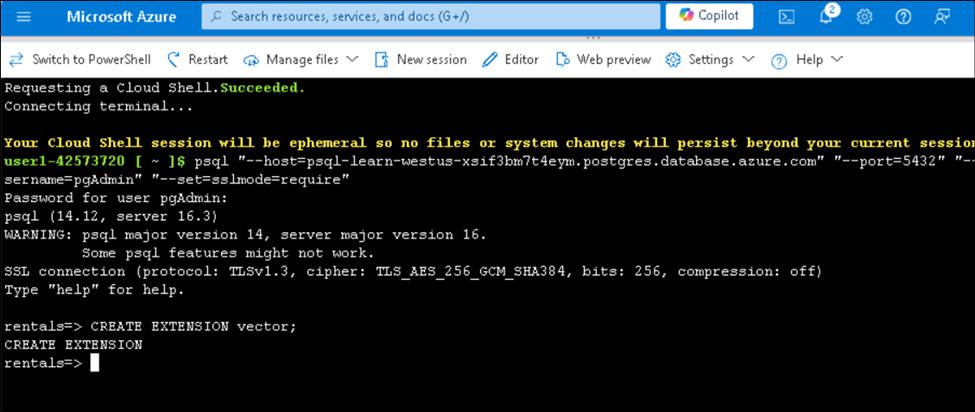 Microsoft Azure
Search resources, services, and docs (G+/)
Copilot
2
Switch to PowerShell
Restart
Manage files
New session
Editor
Web preview
Settings
Help
Requesting a Cloud Shell.Succeeded.
Connecting terminal...
Your Cloud Shell session will be ephemeral so no files or system changes will persist beyond your current session
user1-42573720 [ ~ ]$ psql "--host=psql-learn-westus-xsif3bm7t4eym.postgres.database.azure.com" "--port=5432" "--
sername=pgAdmin" "--set=sslmode=require"
Password for user pgAdmin:
psql (14.12, server 16.3)
WARNING: psql major version 14, server major version 16.
Some psql features might not work.
SSL connection (protocol: TLSv1.3, cipher: TLS_AES_256_GCM_SHA384, bits: 256, compression: off)
Type "help" for help.
rentals=> CREATE EXTENSION vector;
CREATE EXTENSION
rentals=>